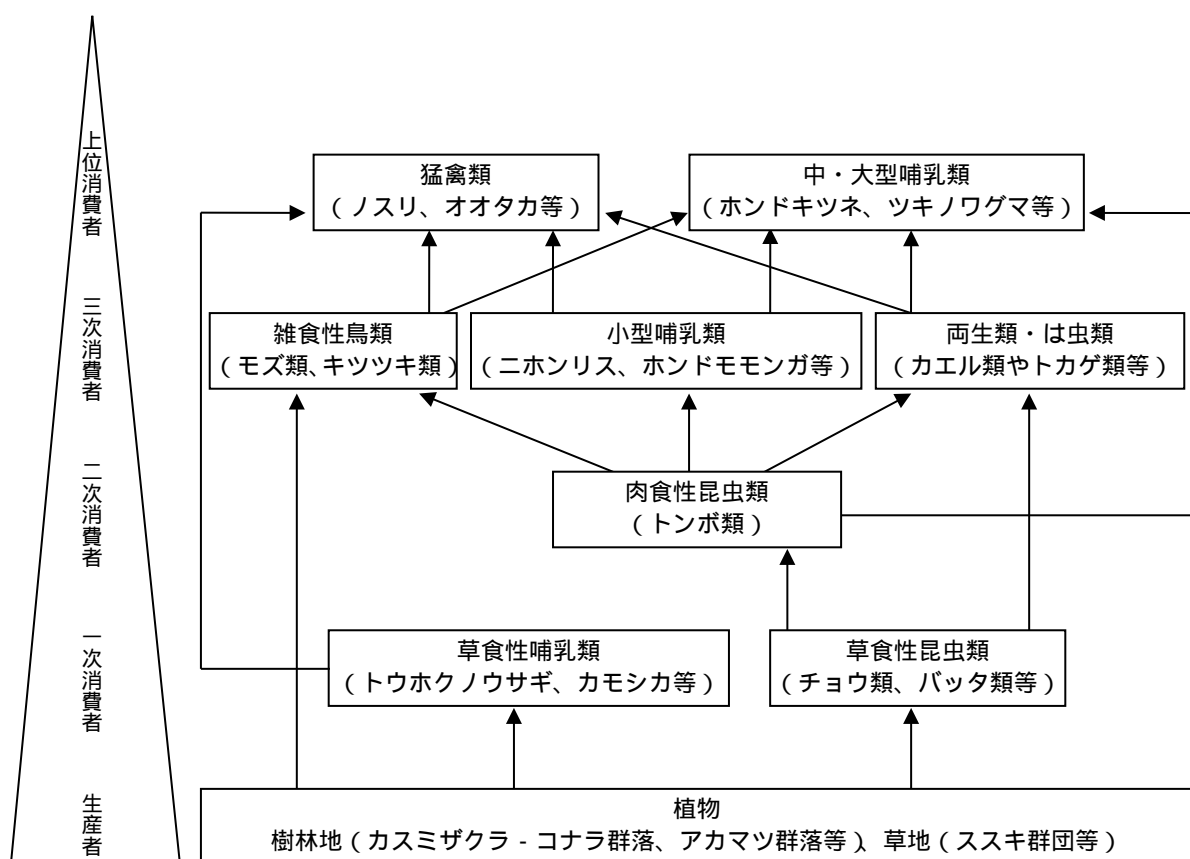 上位消費者
猛禽類
（ノスリ、オオタカ等）
中・大型哺乳類
（ホンドキツネ、ツキノワグマ等）
三次消費者
雑食性鳥類
（モズ類、キツツキ類）
小型哺乳類
（ニホンリス、ホンドモモンガ等）
両生類・は虫類
（カエル類やトカゲ類等）
二次消費者
肉食性昆虫類
（トンボ類）
一次消費者
草食性哺乳類
（トウホクノウサギ、カモシカ等）
草食性昆虫類
（チョウ類、バッタ類等）
生産者
植物
樹林地（カスミザクラ - コナラ群落、アカマツ群落等）、草地（ススキ群団等）